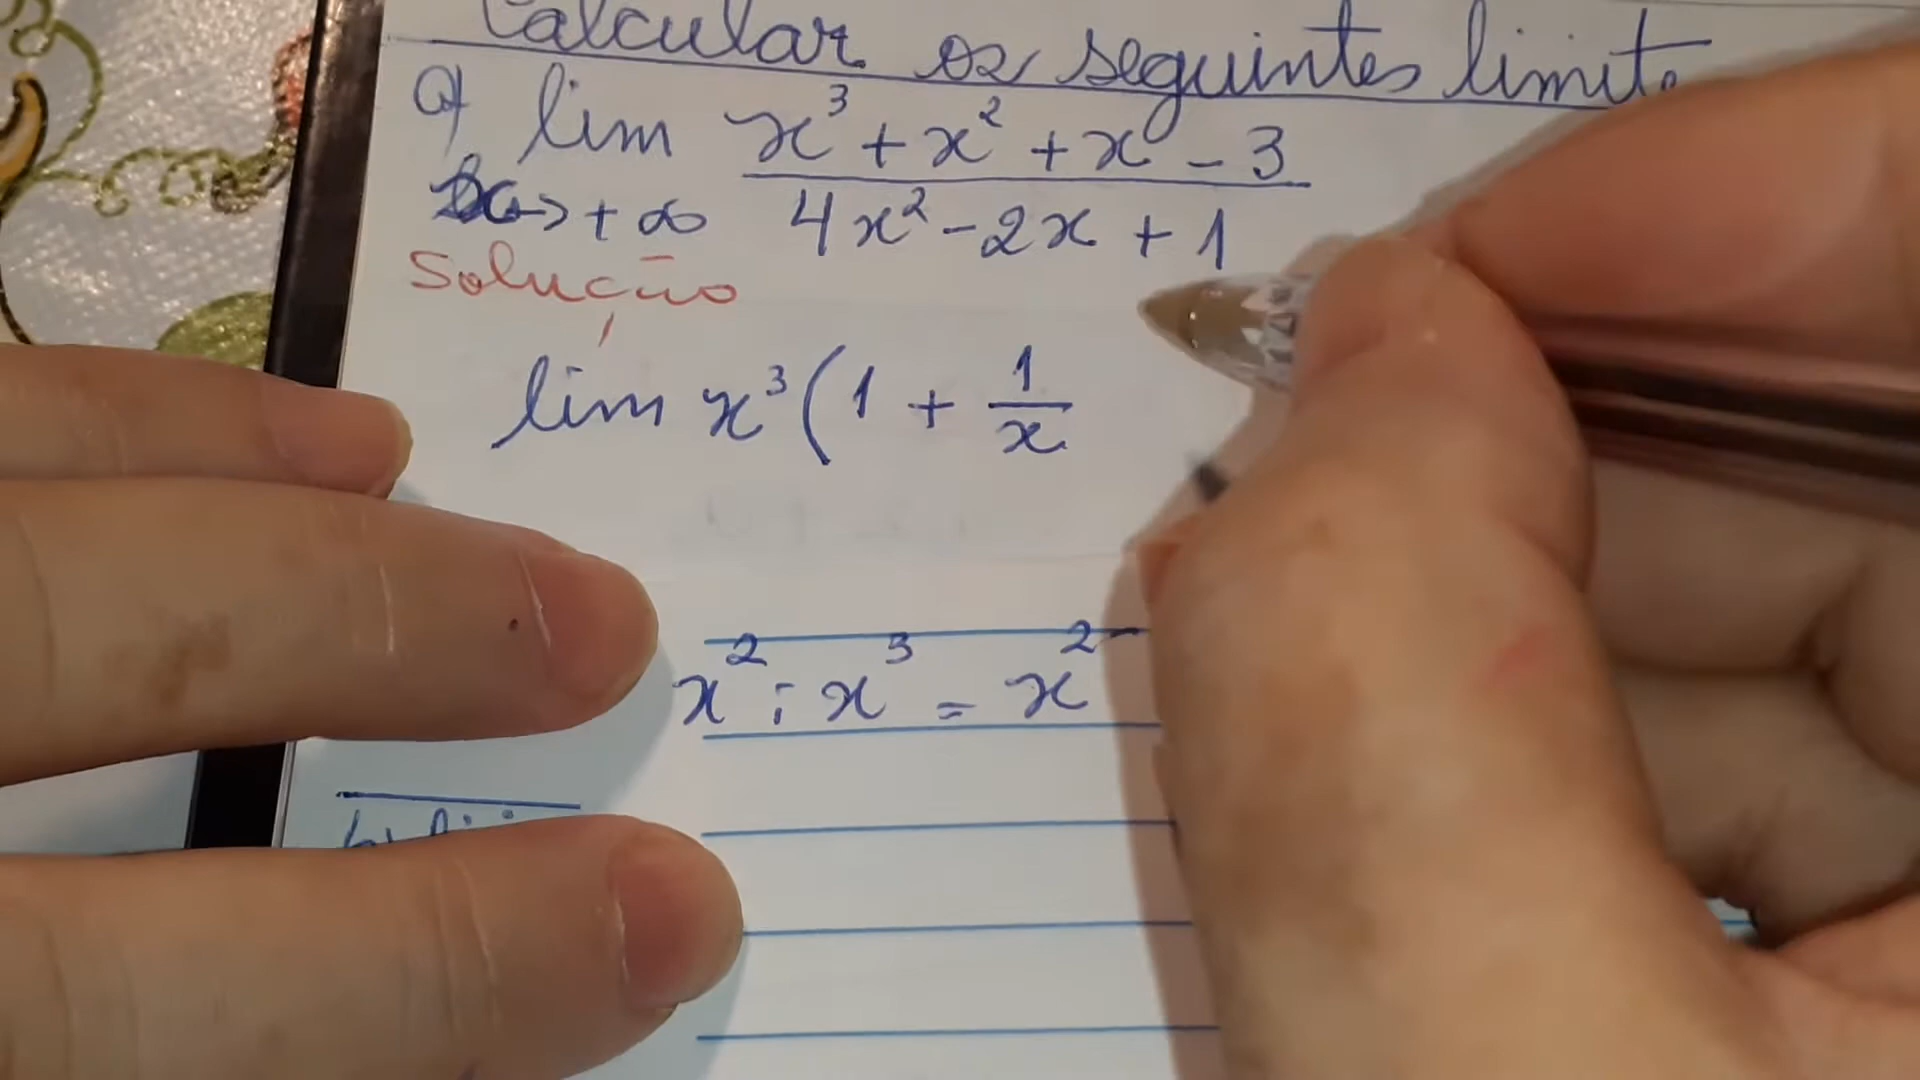 Calcular os seguintes limite
a) lim x³ + x² + x - 3
x→+∞ 4x² - 2x + 1
Solução
lim x³ (1 + 1/x
x² : x³ = x²⁻